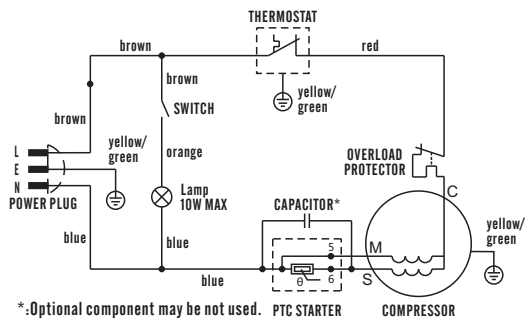 THERMOSTAT
brown
red
brown
SWITCH
brown
yellow/
green
yellow/
green
L
E
N
orange
OVERLOAD
PROTECTOR
POWER PLUG
Lamp
10W MAX
C
CAPACITOR*
yellow/
green
blue
blue
M
5
S
6
θ
blue
*:Optional component may be not used.
PTC STARTER
COMPRESSOR